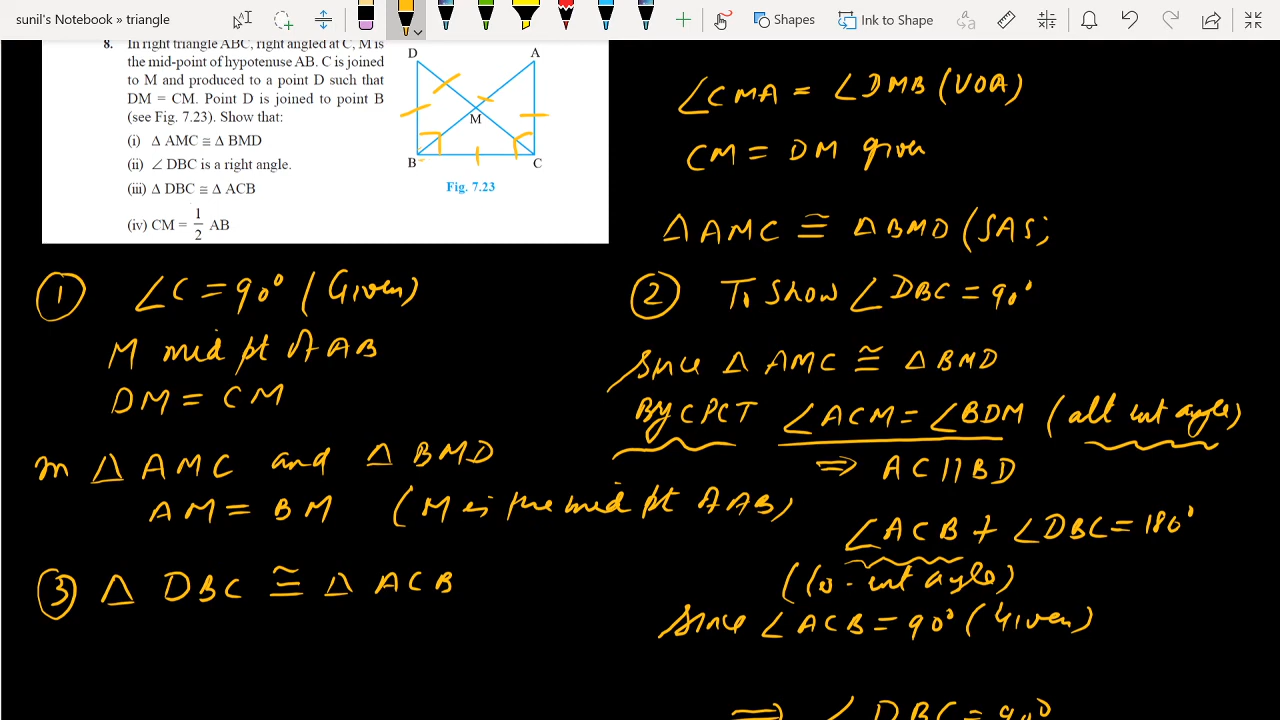 sunil's Notebook » triangle
Shapes
Ink to Shape
8. In right triangle ABC, right angled at C, M is
the mid-point of hypotenuse AB. C is joined
to M and produced to a point D such that
DM = CM. Point D is joined to point B
(see Fig. 7.23). Show that:
(i) Δ AMC ≅ Δ BMD
(ii) ∠ DBC is a right angle.
(iii) Δ DBC ≅ Δ ACB
(iv) CM = 1/2 AB
D A
M
B C
Fig. 7.23
① ∠C = 90° (Given)
M mid pt of AB
DM = CM
In Δ AMC and Δ BMD
AM = BM (M is the mid pt of AB)
③ Δ DBC ≅ Δ ACB
∠CMA = ∠DMB (VOA)
CM = DM given
Δ AMC ≅ Δ BMD (SAS;
② To Show ∠DBC = 90°
Since Δ AMC ≅ Δ BMD
By CPCT ∠ACM = ∠BDM (alt int angle)
⇒ AC || BD
∠ACB + ∠DBC = 180°
(co-int angle)
Since ∠ACB = 90° (Given)
⇒ ∠DBC = 90°